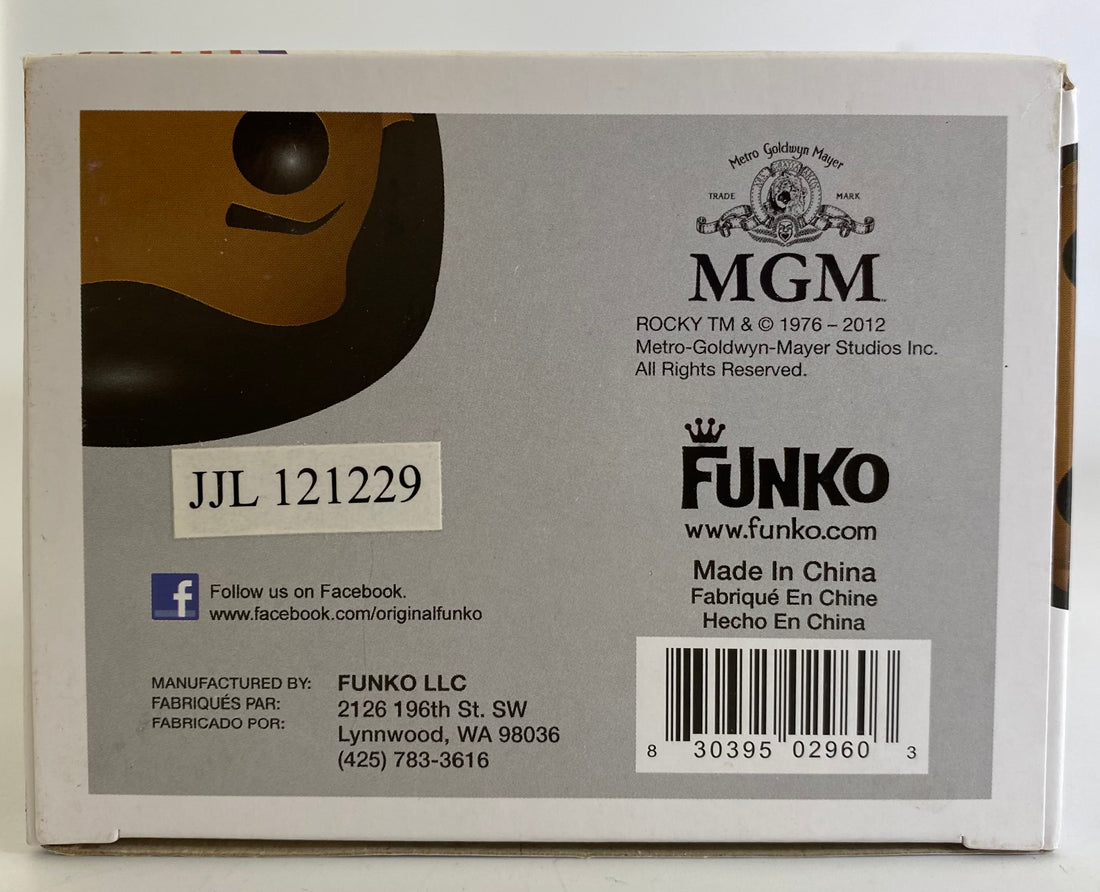 Metro Goldwyn Mayer
TRADE MARK
MGM
ROCKY TM & © 1976 – 2012
Metro-Goldwyn-Mayer Studios Inc.
All Rights Reserved.
FUNKO
www.funko.com
Made In China
Fabriqué En Chine
Hecho En China
8 30395 02960 3
JJL 121229
f
Follow us on Facebook.
www.facebook.com/originalfunko
MANUFACTURED BY: FUNKO LLC
FABRIQUÉS PAR: 2126 196th St. SW
FABRICADO POR: Lynnwood, WA 98036
(425) 783-3616